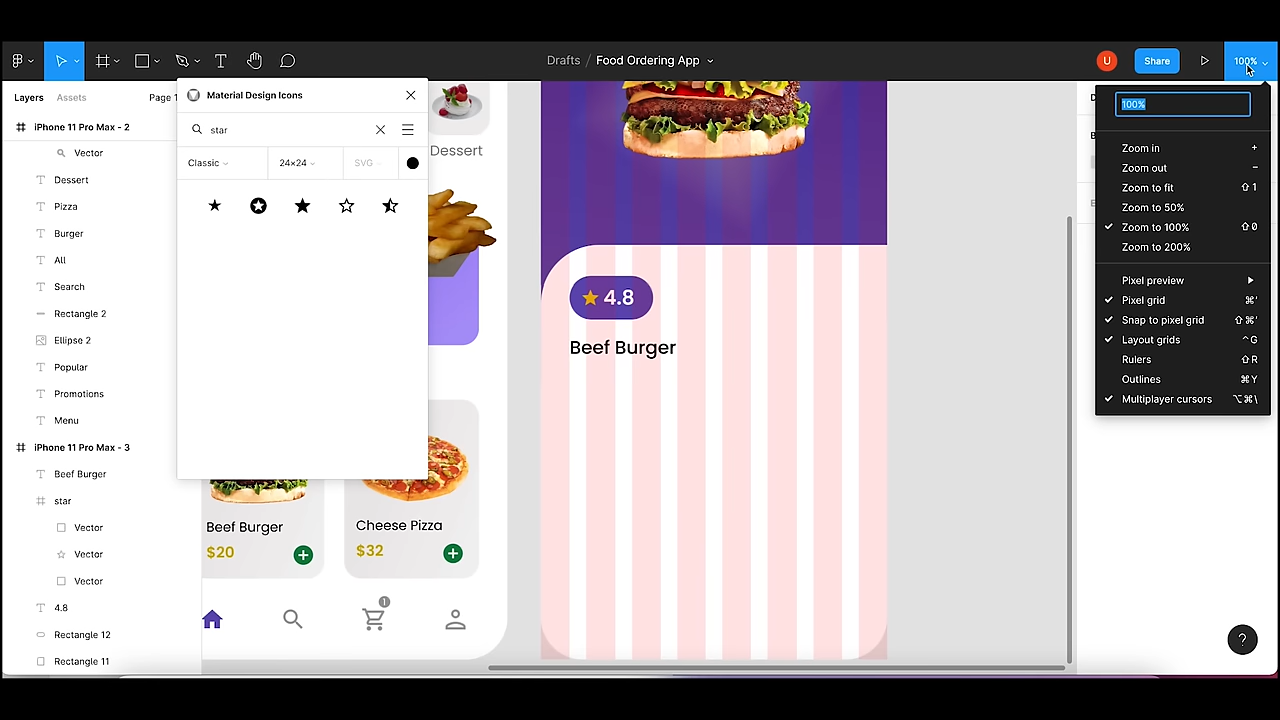 Drafts / Food Ordering App
U
Share
100%
Layers
Assets
Page 1
iPhone 11 Pro Max - 2
Vector
Dessert
Pizza
Burger
All
Search
Rectangle 2
Ellipse 2
Popular
Promotions
Menu
iPhone 11 Pro Max - 3
Beef Burger
star
Vector
Vector
Vector
4.8
Rectangle 12
Rectangle 11
Material Design Icons
star
Classic
24x24
SVG
Dessert
Beef Burger
$20
Cheese Pizza
$32
1
4.8
Beef Burger
100%
Zoom in +
Zoom out -
Zoom to fit ⇧1
Zoom to 50%
Zoom to 100% ⇧0
Zoom to 200%
Pixel preview
Pixel grid ⌘'
Snap to pixel grid ⇧⌘'
Layout grids ^G
Rulers ⇧R
Outlines ⌘Y
Multiplayer cursors ⌥⌘\
?